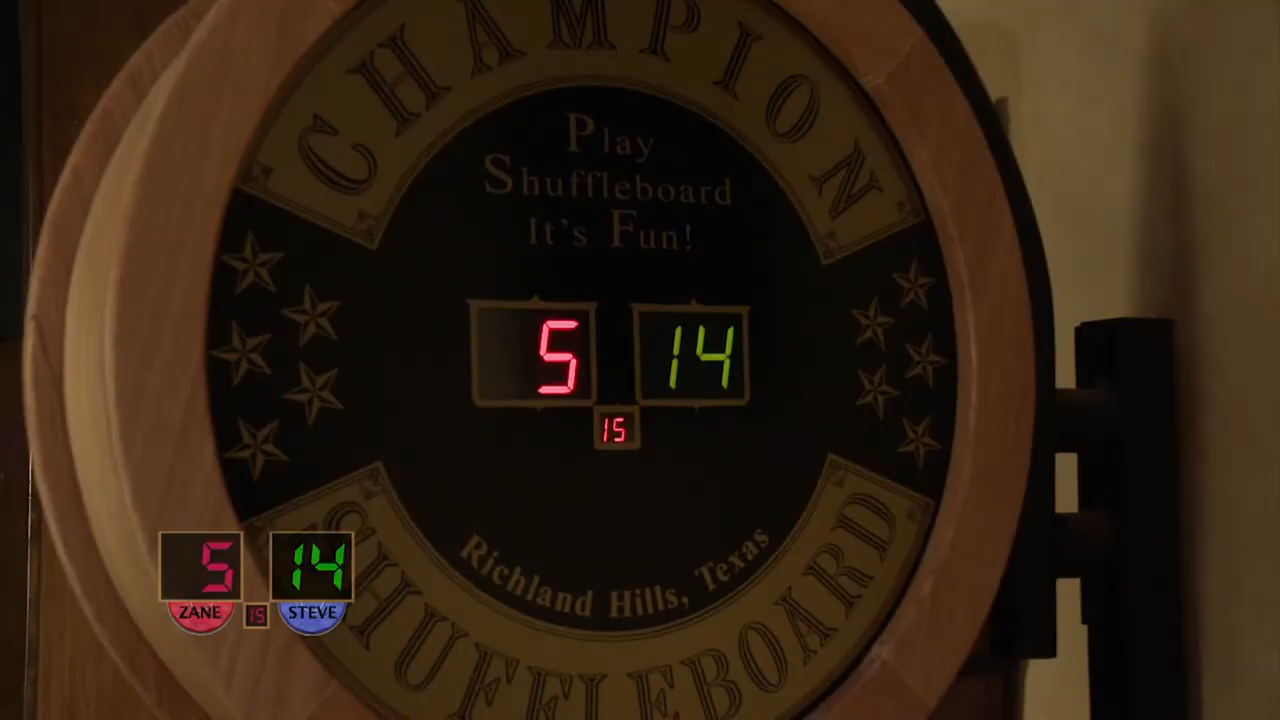 CHAMPION
Play
Shuffleboard
It's Fun!
5 14
15
Richland Hills, Texas
SHUFFLEBOARD
5 14
ZANE 15 STEVE